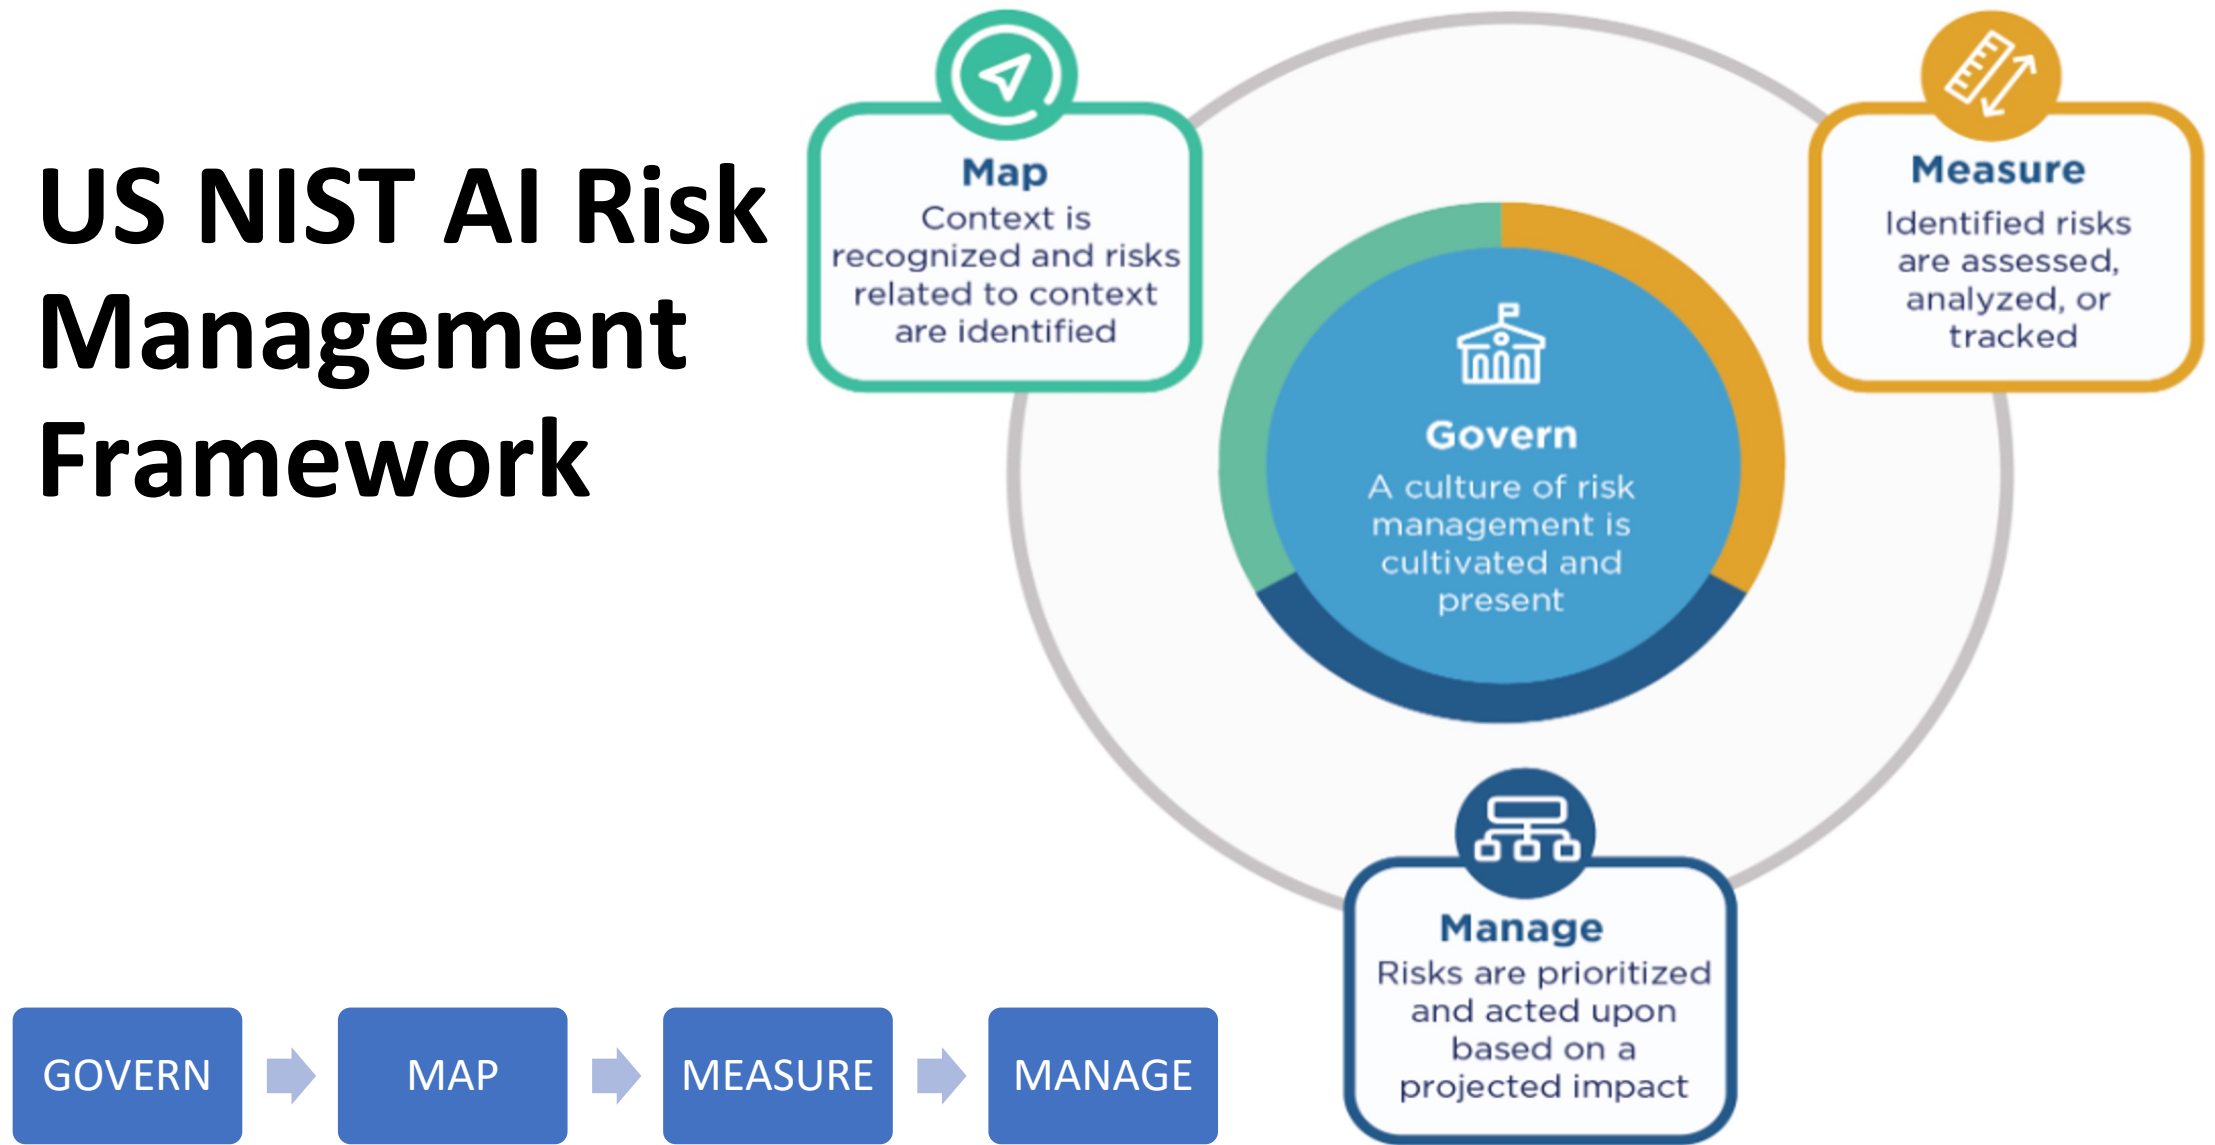 US NIST AI Risk
Management
Framework
Map
Context is
recognized and risks
related to context
are identified
Measure
Identified risks
are assessed,
analyzed, or
tracked
Govern
A culture of risk
management is
cultivated and
present
Manage
Risks are prioritized
and acted upon
based on a
projected impact
GOVERN
MAP
MEASURE
MANAGE